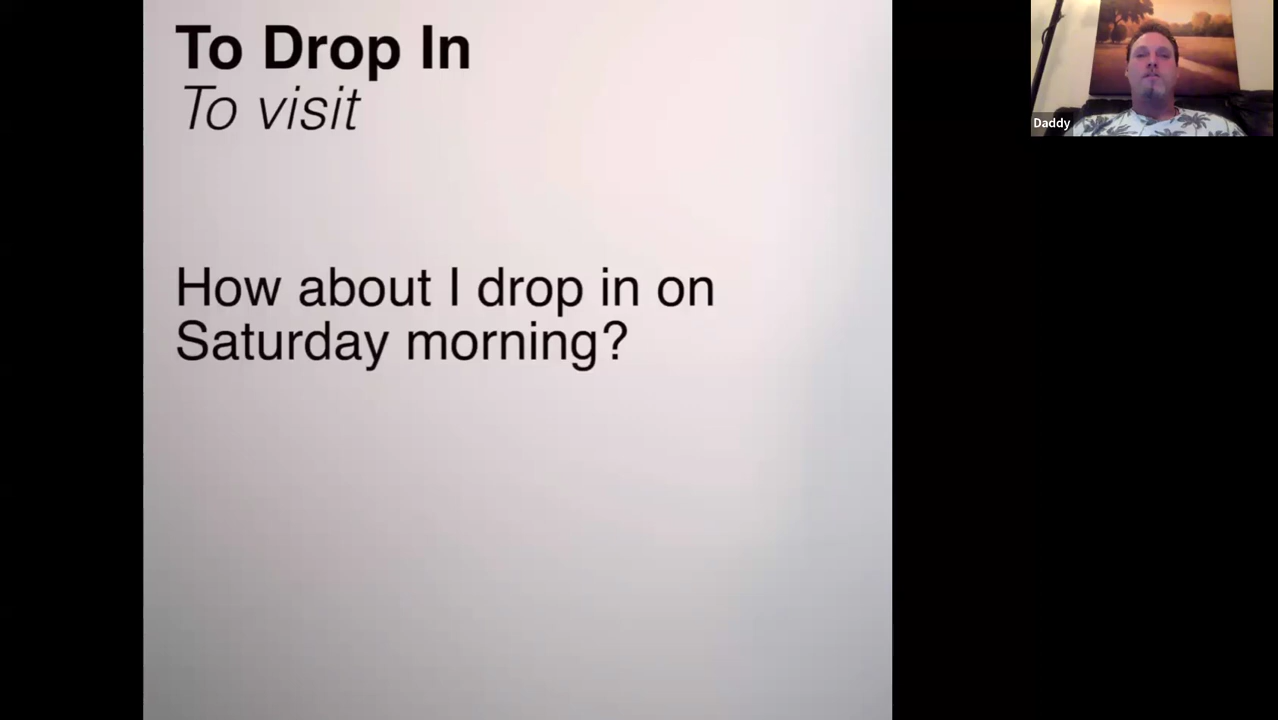 To Drop In
To visit
How about I drop in on
Saturday morning?
Daddy